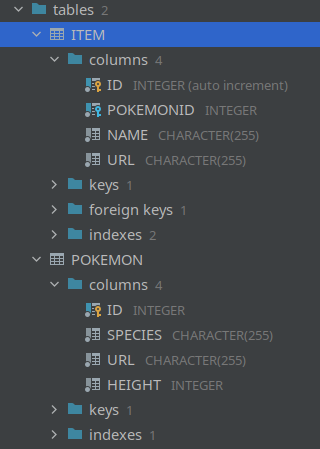 tables 2
ITEM
columns 4
ID INTEGER (auto increment)
POKEMONID INTEGER
NAME CHARACTER(255)
URL CHARACTER(255)
keys 1
foreign keys 1
indexes 2
POKEMON
columns 4
ID INTEGER
SPECIES CHARACTER(255)
URL CHARACTER(255)
HEIGHT INTEGER
keys 1
indexes 1